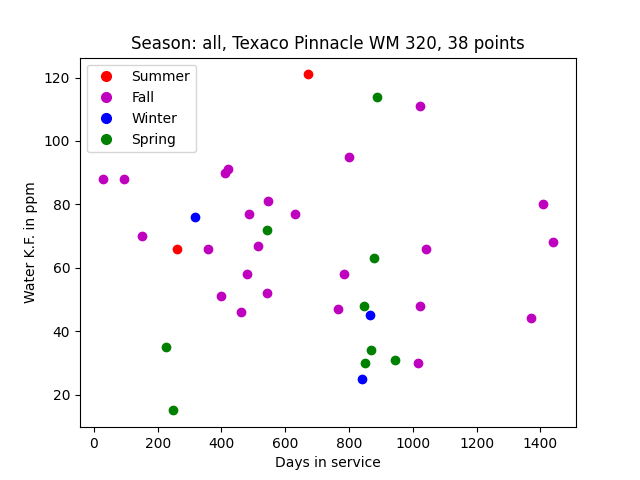 Season: all, Texaco Pinnacle WM 320, 38 points
Summer
Fall
Winter
Spring
120
100
80
60
40
20
Water K.F. in ppm
0 200 400 600 800 1000 1200 1400
Days in service